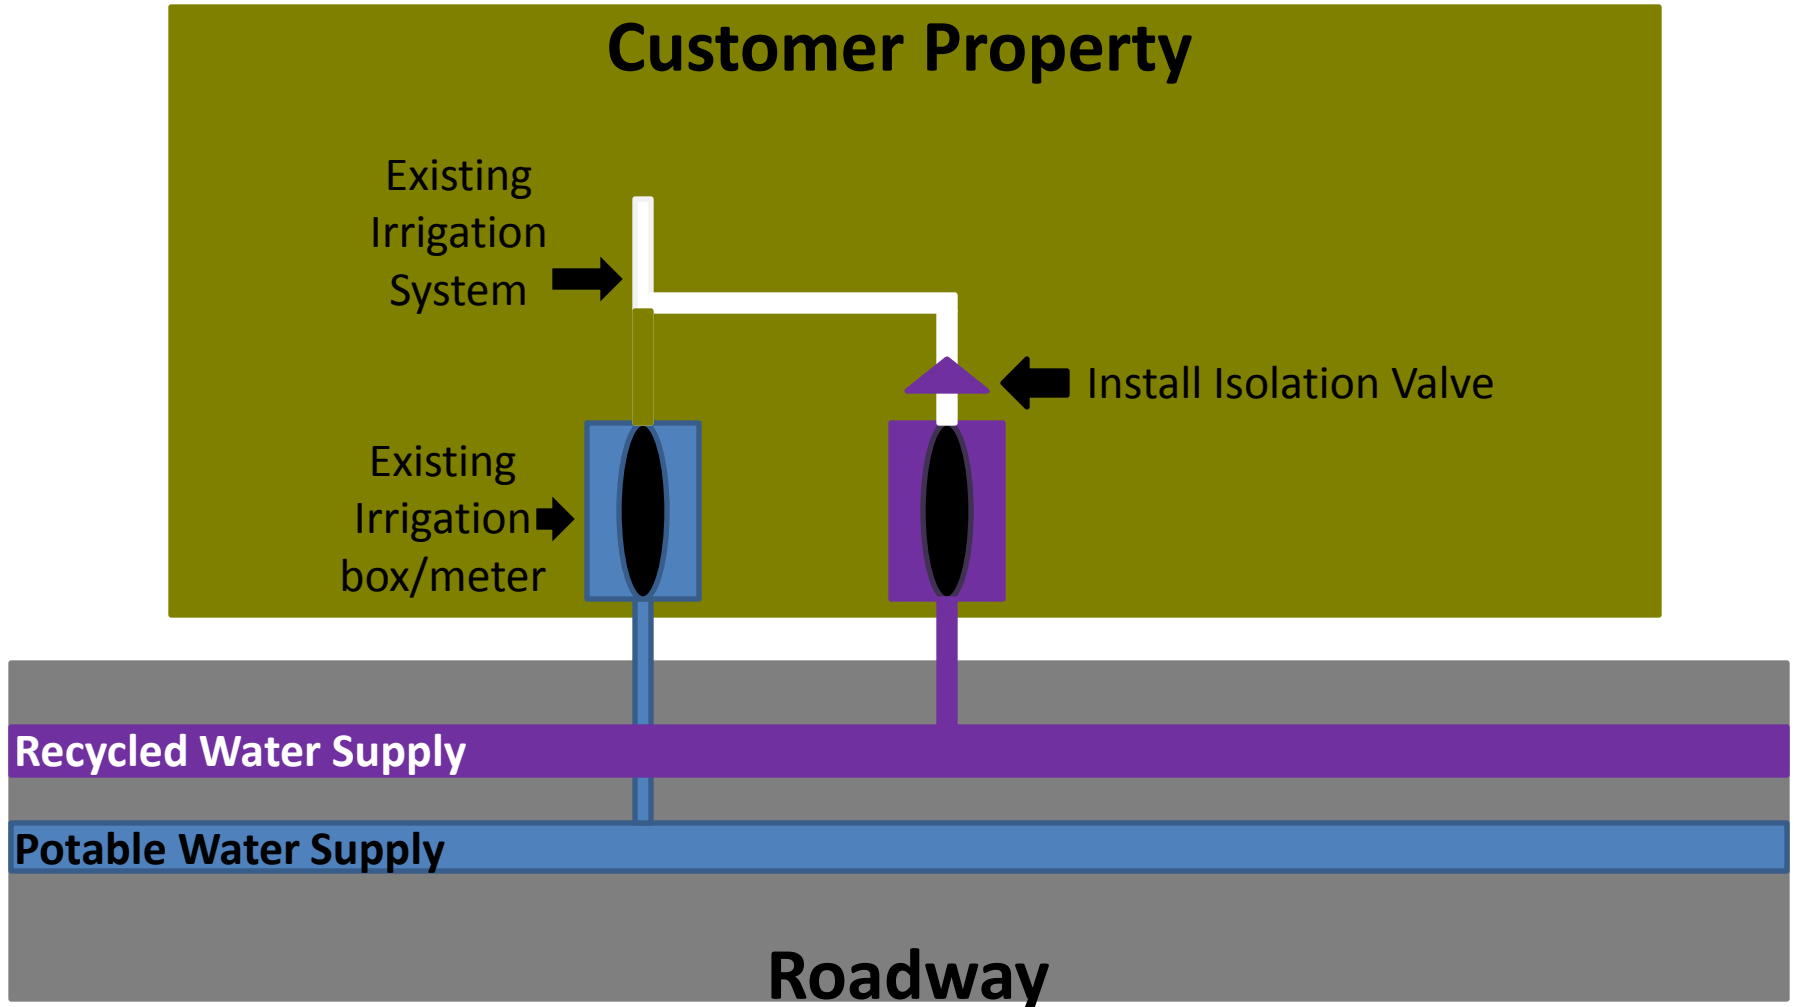 Customer Property
Existing
Irrigation
System
Install Isolation Valve
Existing
Irrigation
box/meter
Recycled Water Supply
Potable Water Supply
Roadway